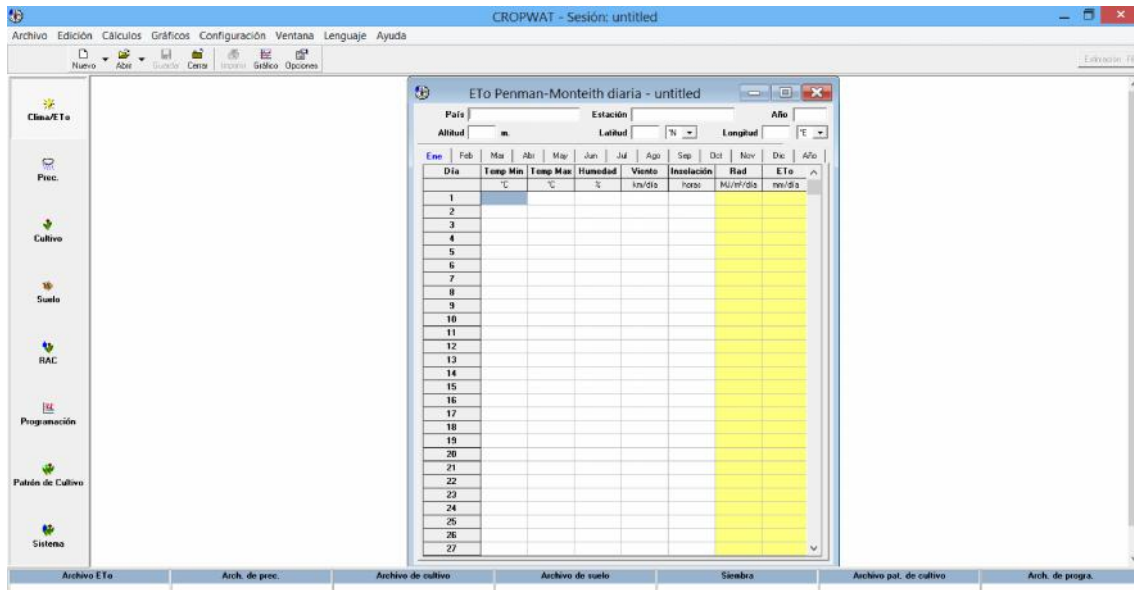 CROPWAT - Sesión: untitled
Archivo Edición Cálculos Gráficos Configuración Ventana Lenguaje Ayuda
Nuevo Abrir Guardar Cerrar Imprimir Gráfico Opciones
Clima/ETo
Prec.
Cultivo
Suelo
RAC
Programación
Patrón de Cultivo
Sistema
ETo Penman-Monteith diaria - untitled
País Estación Año
Altitud m. Latitud °N Longitud °E
Ene Feb Mar Abr May Jun Jul Ago Sep Oct Nov Dic Año
Día Temp Min Temp Max Humedad Viento Insolación Rad ETo
°C °C % km/día horas MJ/m²/día mm/día
1
2
3
4
5
6
7
8
9
10
11
12
13
14
15
16
17
18
19
20
21
22
23
24
25
26
27
Archivo ETo Arch. de prec. Archivo de cultivo Archivo de suelo Siembra Archivo pat. de cultivo Arch. de progra.